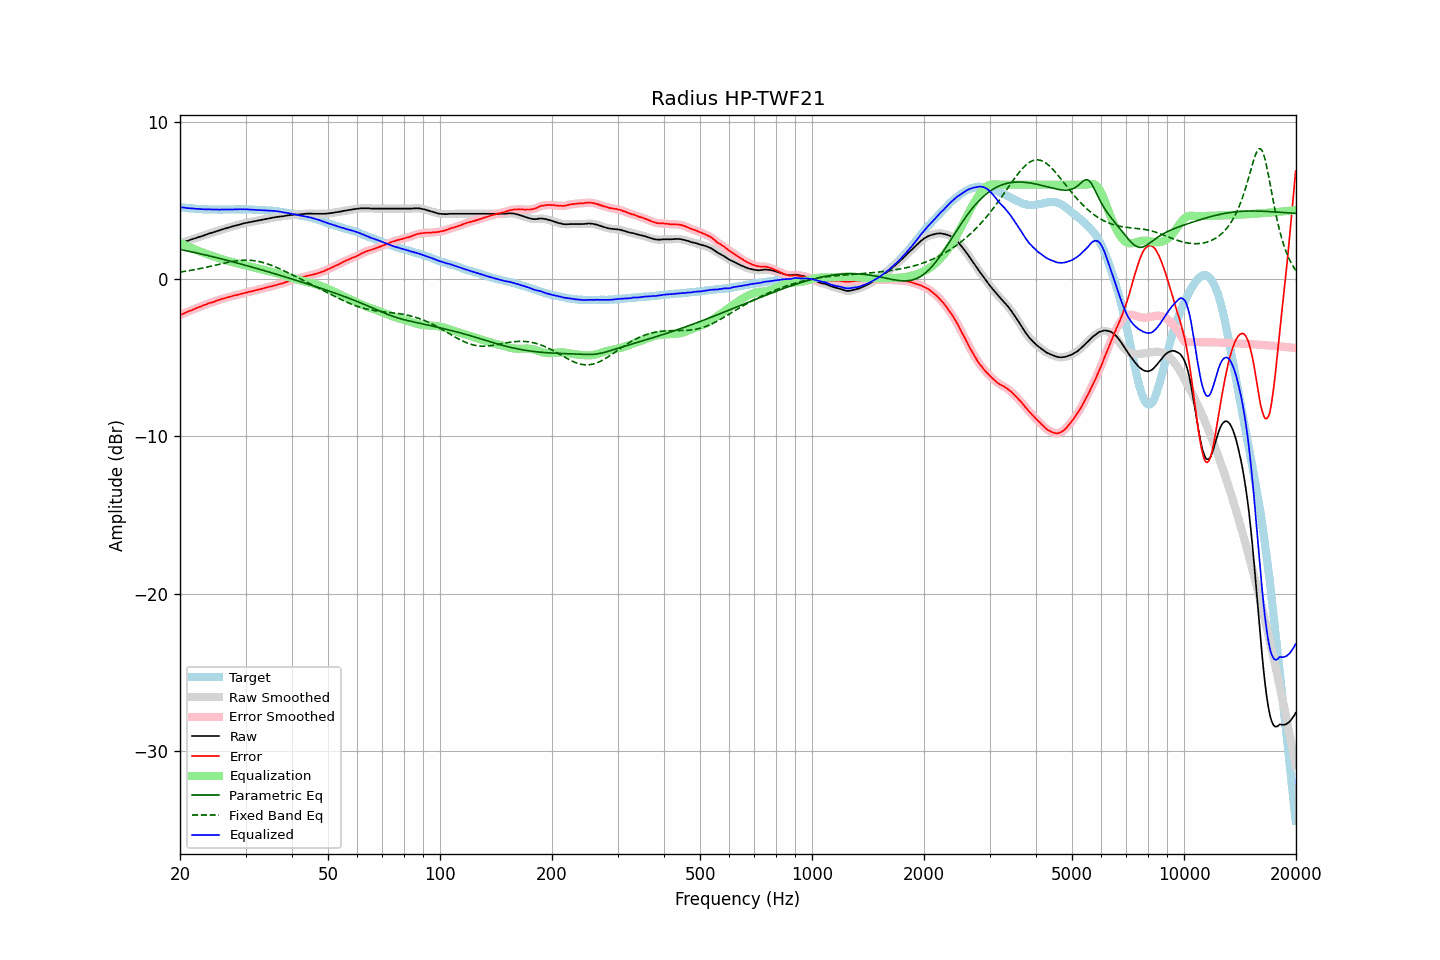 Radius HP-TWF21
10
0
−10
−20
−30
Amplitude (dBr)
Target
Raw Smoothed
Error Smoothed
Raw
Error
Equalization
Parametric Eq
Fixed Band Eq
Equalized
20 50 100 200 500 1000 2000 5000 10000 20000
Frequency (Hz)